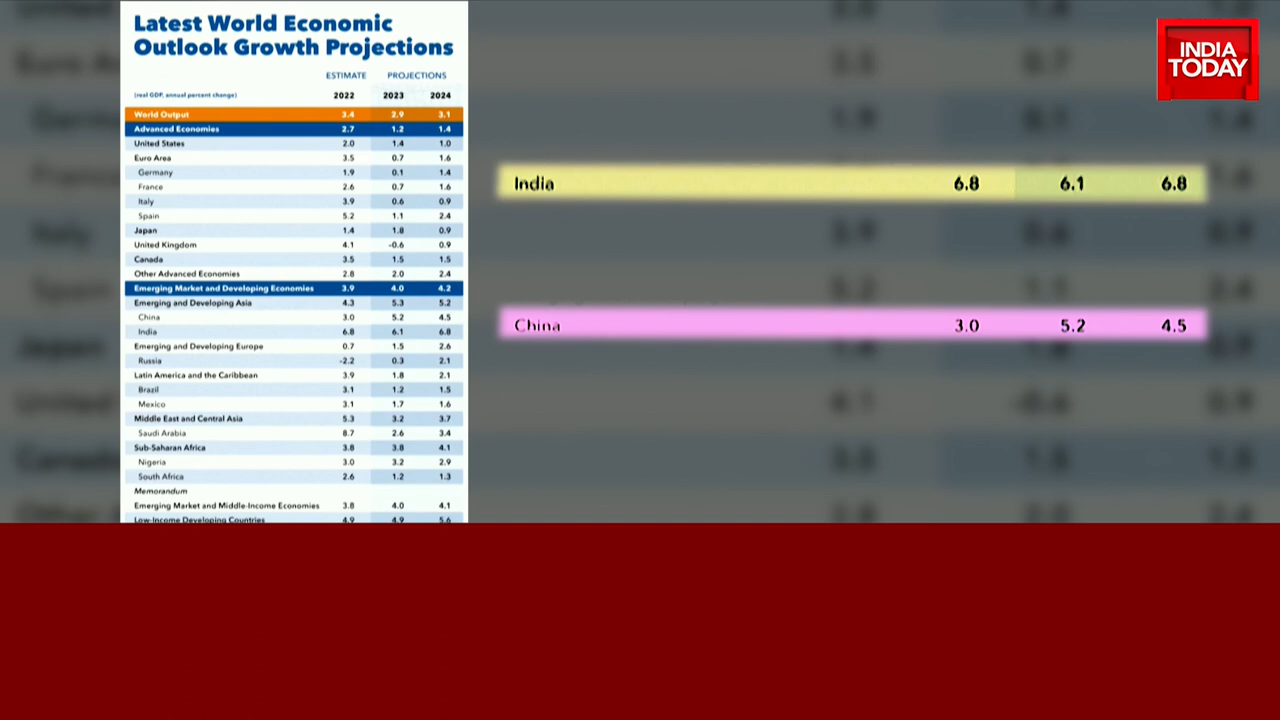 Latest World Economic
Outlook Growth Projections
ESTIMATE PROJECTIONS
(real GDP, annual percent change) 2022 2023 2024
World Output 3.4 2.9 3.1
Advanced Economies 2.7 1.2 1.4
United States 2.0 1.4 1.0
Euro Area 3.5 0.7 1.6
Germany 1.9 0.1 1.4
France 2.6 0.7 1.6
Italy 3.9 0.6 0.9
Spain 5.2 1.1 2.4
Japan 1.4 1.8 0.9
United Kingdom 4.1 -0.6 0.9
Canada 3.5 1.5 1.5
Other Advanced Economies 2.8 2.0 2.4
Emerging Market and Developing Economies 3.9 4.0 4.2
Emerging and Developing Asia 4.3 5.3 5.2
China 3.0 5.2 4.5
India 6.8 6.1 6.8
Emerging and Developing Europe 0.7 1.5 2.6
Russia -2.2 0.3 2.1
Latin America and the Caribbean 3.9 1.8 2.1
Brazil 3.1 1.2 1.5
Mexico 3.1 1.7 1.6
Middle East and Central Asia 5.3 3.2 3.7
Saudi Arabia 8.7 2.6 3.4
Sub-Saharan Africa 3.8 3.8 4.1
Nigeria 3.0 3.2 2.9
South Africa 2.6 1.2 1.3
Memorandum
Emerging Market and Middle-Income Economies 3.8 4.0 4.1
Low-Income Developing Countries 4.9 4.9 5.6
India 6.8 6.1 6.8
China 3.0 5.2 4.5
INDIA
TODAY